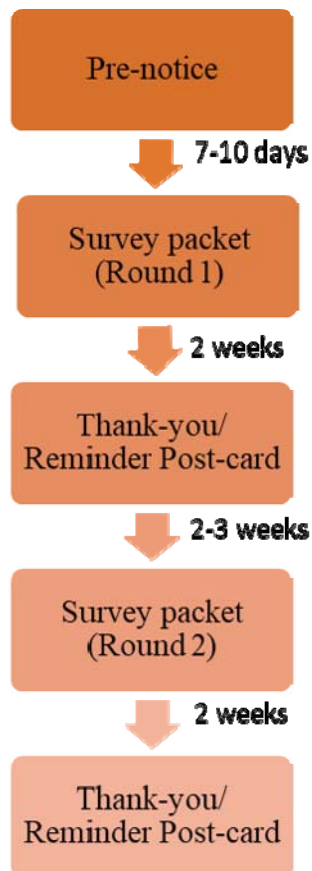 Pre-notice
7-10 days
Survey packet
(Round 1)
2 weeks
Thank-you/
Reminder Post-card
2-3 weeks
Survey packet
(Round 2)
2 weeks
Thank-you/
Reminder Post-card